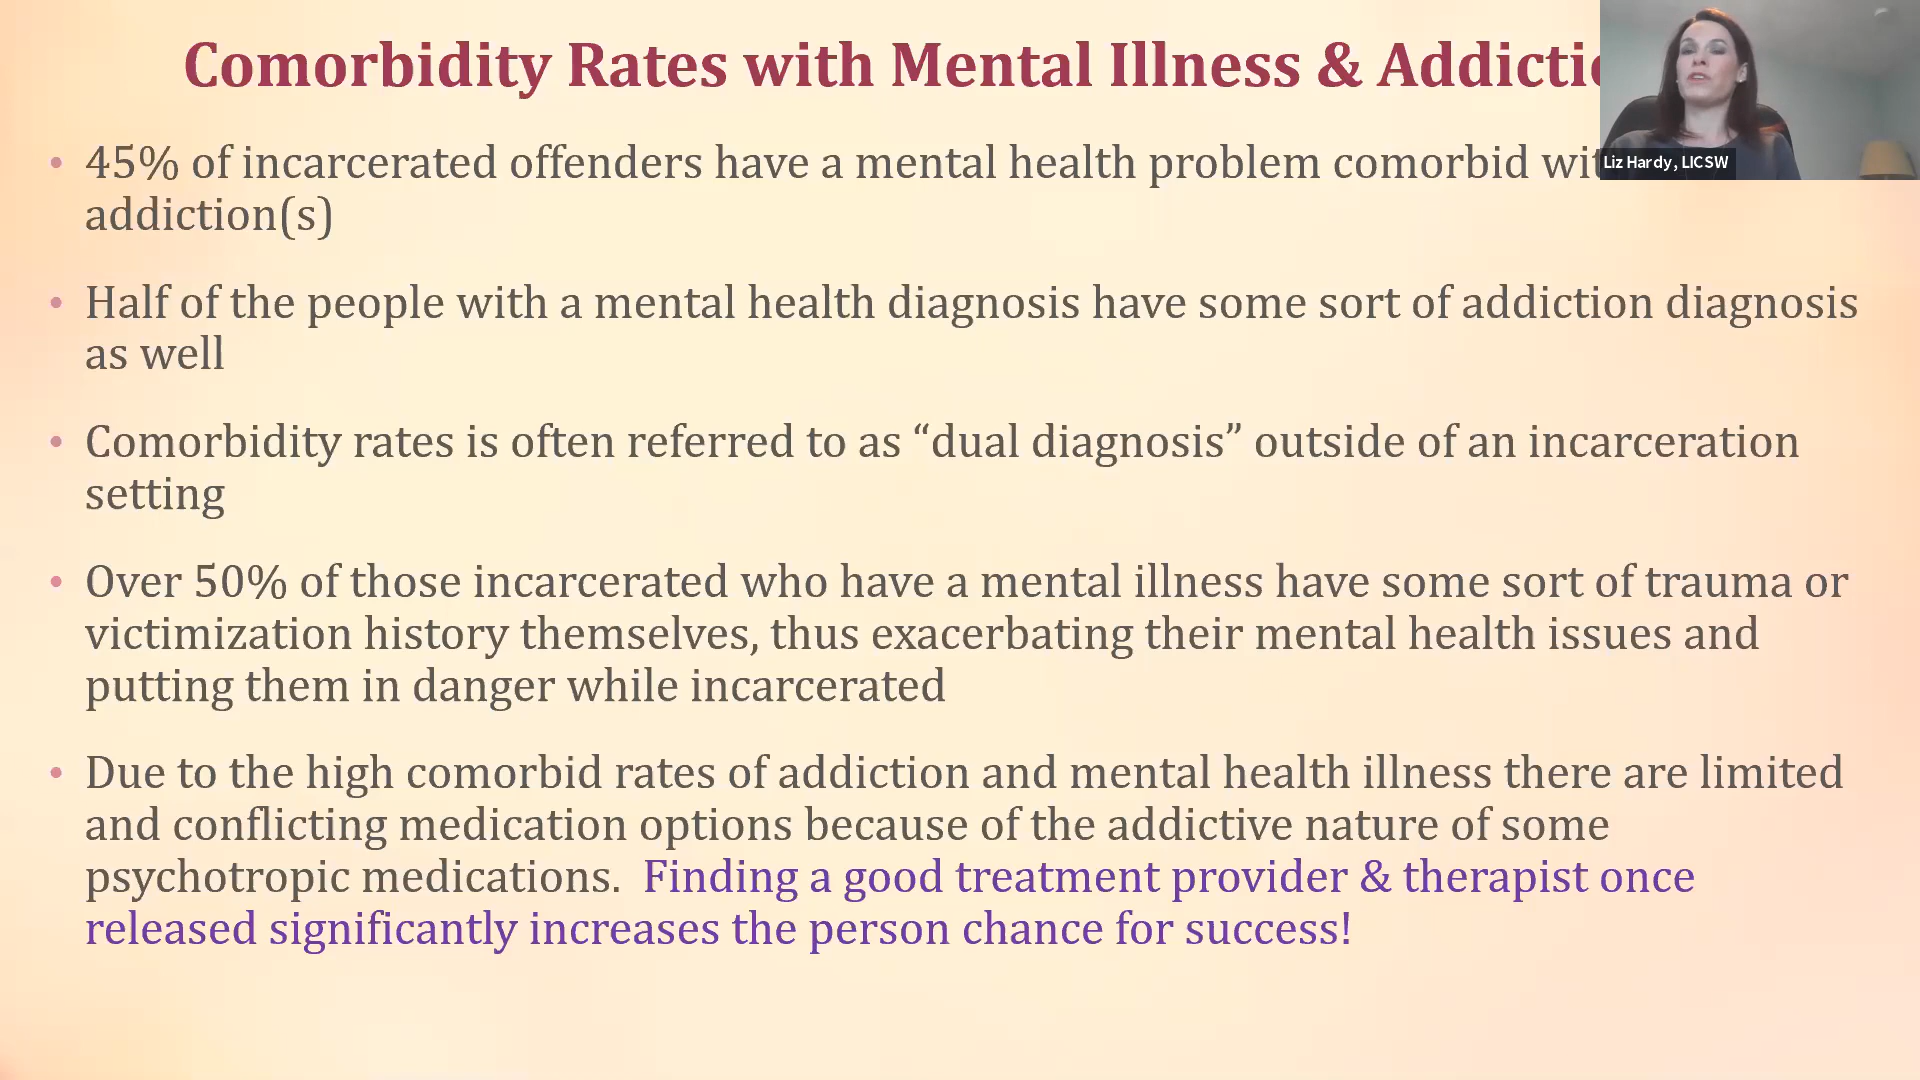 Comorbidity Rates with Mental Illness &
Liz Hardy, LICSW
• 45% of incarcerated offenders have a mental health problem comorbid
addiction(s)
• Half of the people with a mental health diagnosis have some sort of addiction diagnosis
as well
• Comorbidity rates is often referred to as “dual diagnosis” outside of an incarceration
setting
• Over 50% of those incarcerated who have a mental illness have some sort of trauma or
victimization history themselves, thus exacerbating their mental health issues and
putting them in danger while incarcerated
• Due to the high comorbid rates of addiction and mental health illness there are limited
and conflicting medication options because of the addictive nature of some
psychotropic medications.  Finding a good treatment provider & therapist once
released significantly increases the person chance for success!